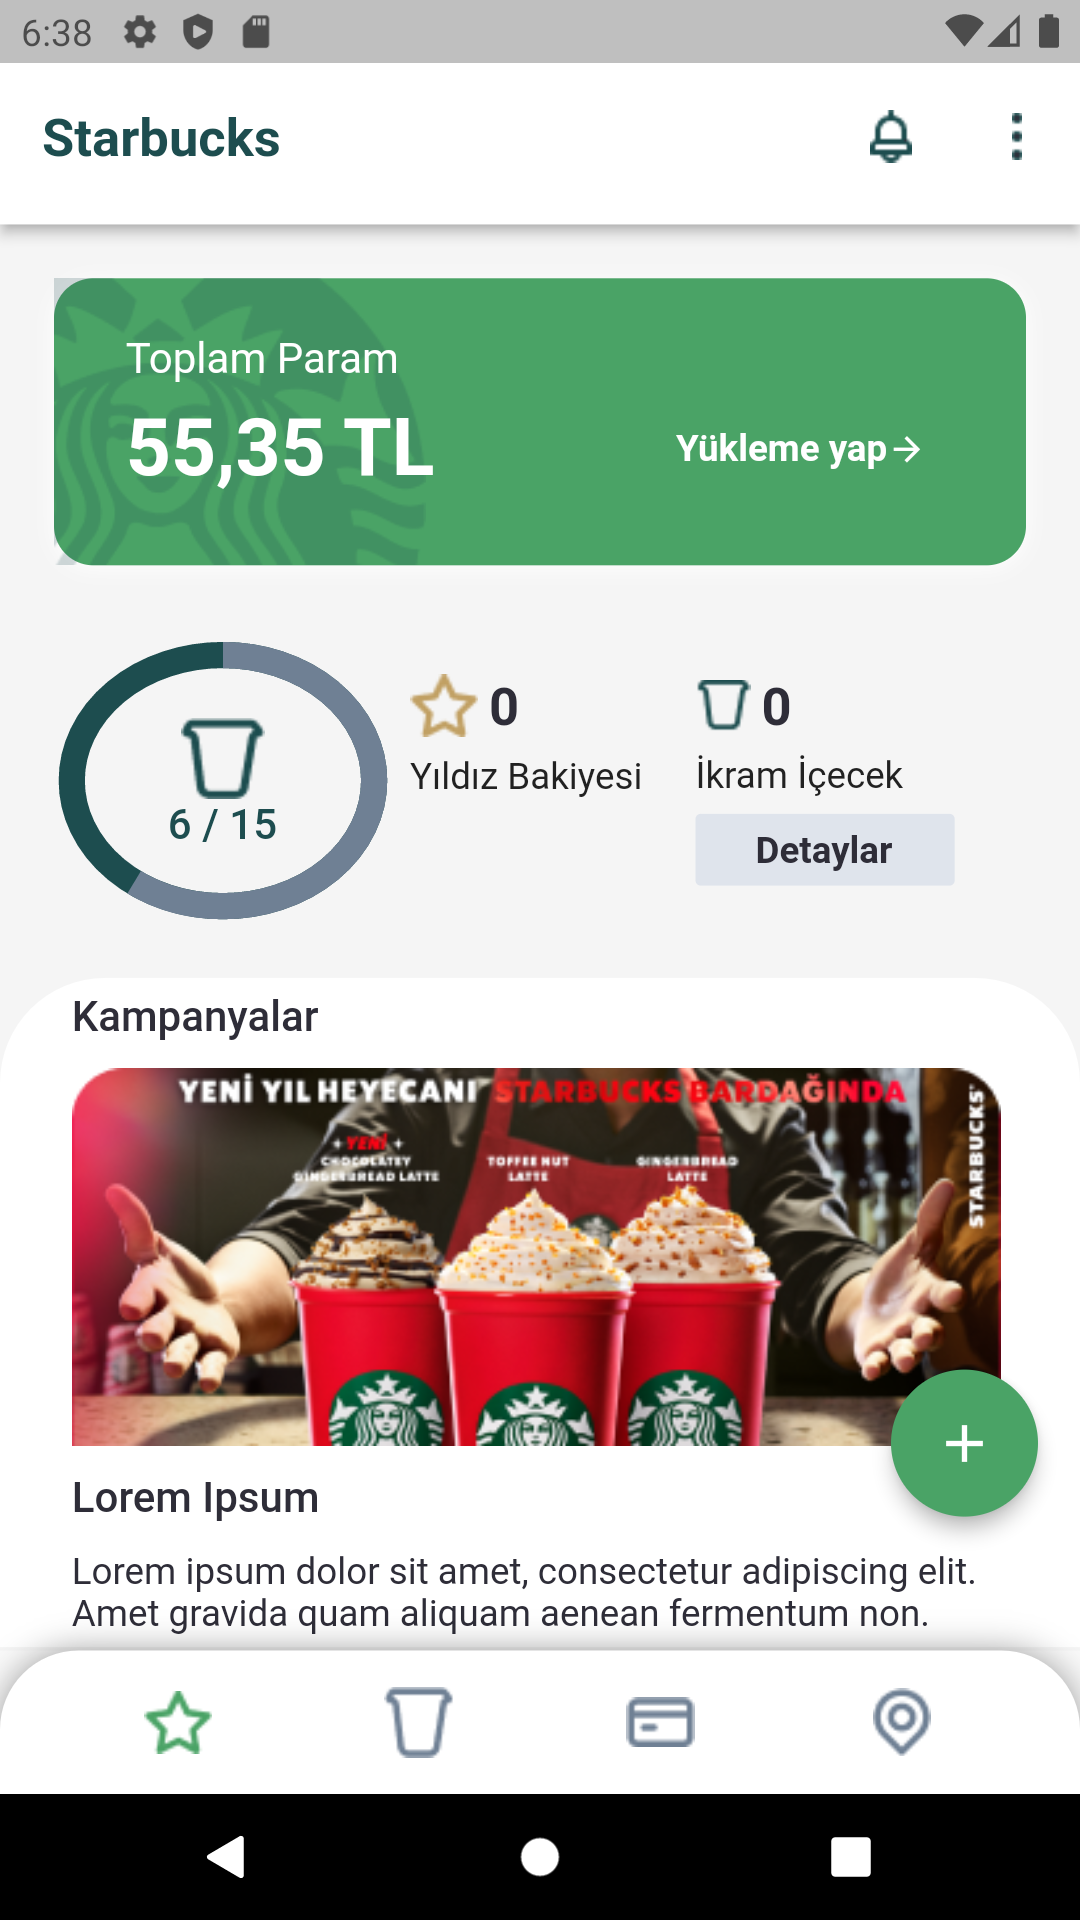 6:38
Starbucks
Toplam Param
55,35 TL
Yükleme yap
0
0
Yıldız Bakiyesi
İkram İçecek
6 / 15
Detaylar
Kampanyalar
YENİ YIL HEYECANI STARBUCKS BARDAĞINDA
YENİ
CHOCOLATEY
GINGERBREAD LATTE
TOFFEE NUT
LATTE
GINGERBREAD
LATTE
STARBUCKS
Lorem Ipsum
Lorem ipsum dolor sit amet, consectetur adipiscing elit.
Amet gravida quam aliquam aenean fermentum non.